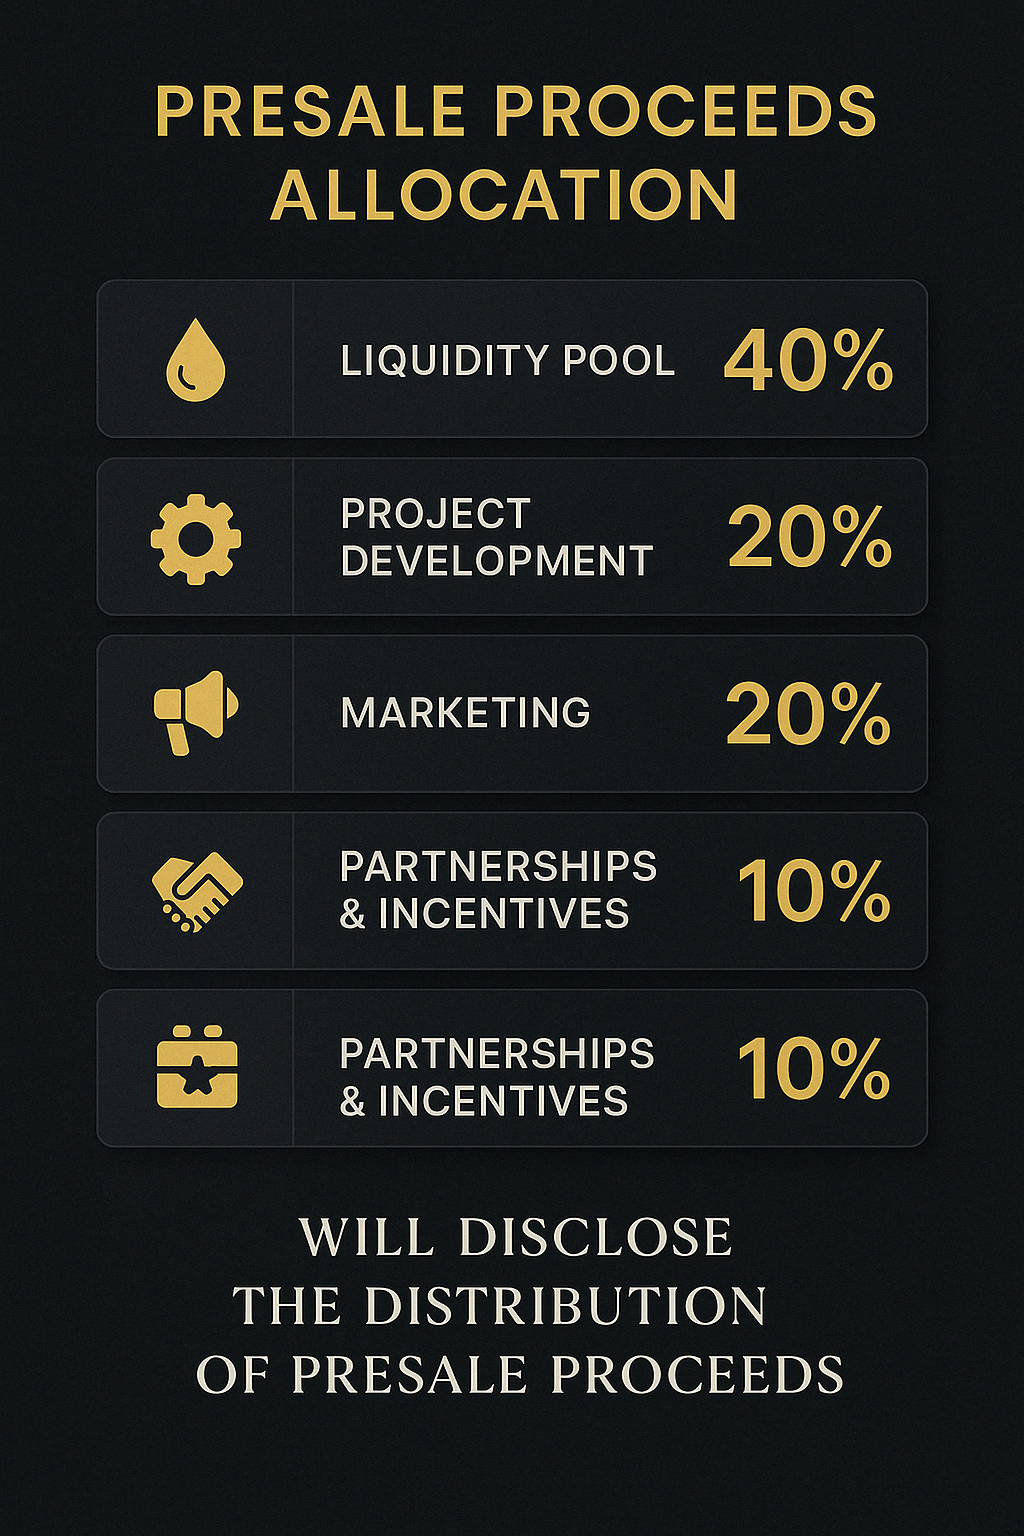 PRESALE PROCEEDS
ALLOCATION
LIQUIDITY POOL 40%
PROJECT
DEVELOPMENT 20%
MARKETING 20%
PARTNERSHIPS
& INCENTIVES 10%
PARTNERSHIPS
& INCENTIVES 10%
WILL DISCLOSE
THE DISTRIBUTION
OF PRESALE PROCEEDS